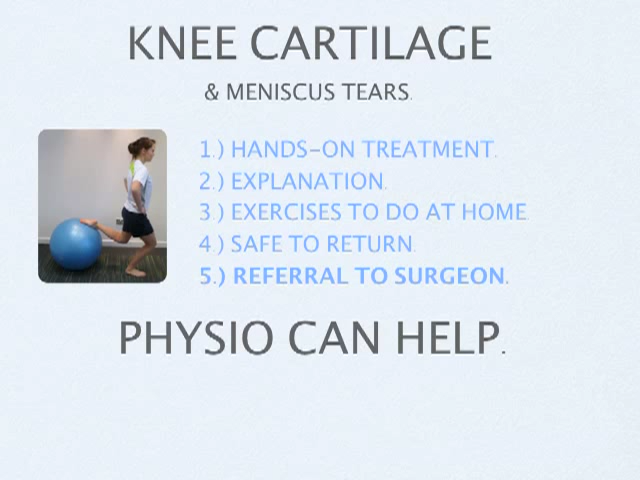 KNEE CARTILAGE
& MENISCUS TEARS.
1.) HANDS-ON TREATMENT.
2.) EXPLANATION.
3.) EXERCISES TO DO AT HOME.
4.) SAFE TO RETURN.
5.) REFERRAL TO SURGEON.
PHYSIO CAN HELP.